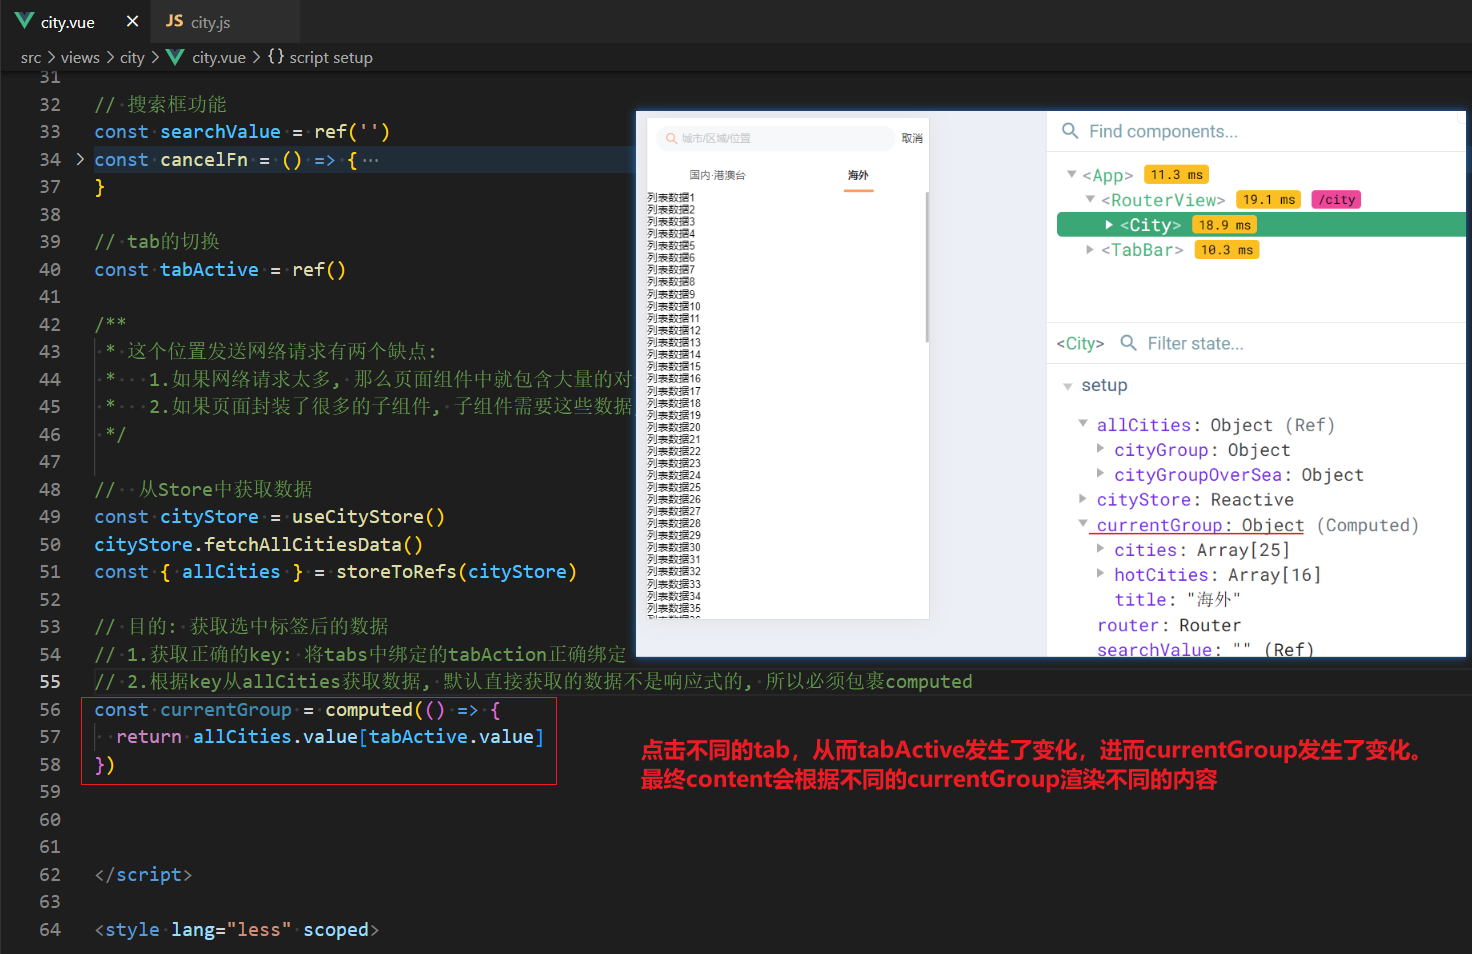 city.vue
JS city.js
src > views > city > city.vue > {} script setup
31
32 // 搜索框功能
33 const searchValue = ref('')
34 const cancelFn = () => {…
37 }
38
39 // tab的切换
40 const tabActive = ref()
41
42 /**
43 * 这个位置发送网络请求有两个缺点:
44 * 1.如果网络请求太多, 那么页面组件中就包含大量的对
45 * 2.如果页面封装了很多的子组件, 子组件需要这些数据
46 */
47
48 // 从Store中获取数据
49 const cityStore = useCityStore()
50 cityStore.fetchAllCitiesData()
51 const { allCities } = storeToRefs(cityStore)
52
53 // 目的: 获取选中标签后的数据
54 // 1.获取正确的key: 将tabs中绑定的tabAction正确绑定
55 // 2.根据key从allCities获取数据, 默认直接获取的数据不是响应式的, 所以必须包裹computed
56 const currentGroup = computed(() => {
57 return allCities.value[tabActive.value]
58 })
59
60
61
62 </script>
63
64 <style lang="less" scoped>
城市/区域/位置
取消
国内·港澳台
海外
列表数据1
列表数据2
列表数据3
列表数据4
列表数据5
列表数据6
列表数据7
列表数据8
列表数据9
列表数据10
列表数据11
列表数据12
列表数据13
列表数据14
列表数据15
列表数据16
列表数据17
列表数据18
列表数据19
列表数据20
列表数据21
列表数据22
列表数据23
列表数据24
列表数据25
列表数据26
列表数据27
列表数据28
列表数据29
列表数据30
列表数据31
列表数据32
列表数据33
列表数据34
列表数据35
Find components...
<App> 11.3 ms
<RouterView> 19.1 ms /city
<City> 18.9 ms
<TabBar> 10.3 ms
<City> Filter state...
setup
allCities: Object (Ref)
cityGroup: Object
cityGroupOverSea: Object
cityStore: Reactive
currentGroup: Object (Computed)
cities: Array[25]
hotCities: Array[16]
title: "海外"
router: Router
searchValue: "" (Ref)
点击不同的tab，从而tabActive发生了变化，进而currentGroup发生了变化。
最终content会根据不同的currentGroup渲染不同的内容